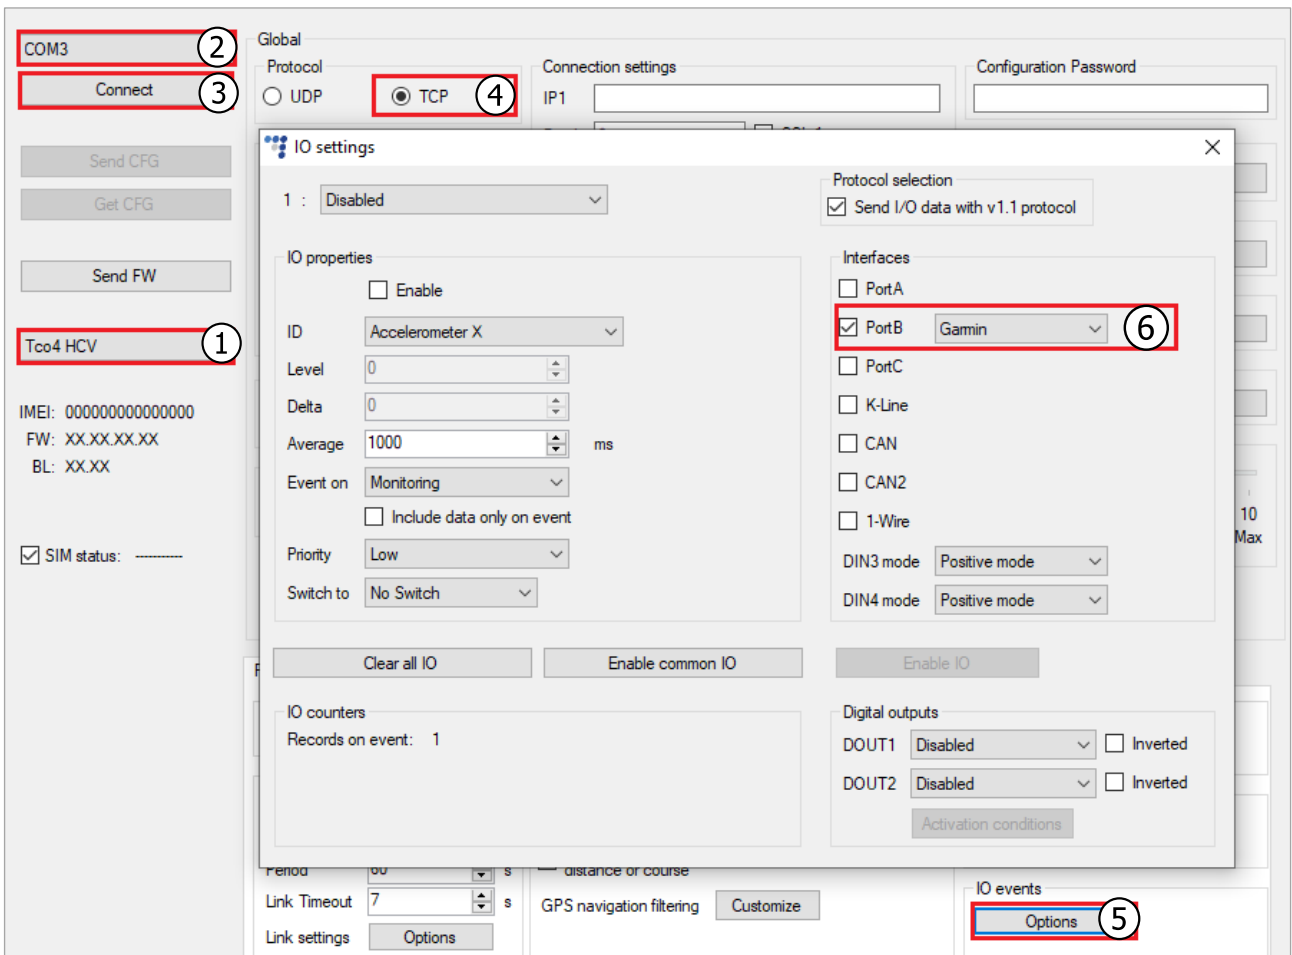 COM3
2
Connect
3
Send CFG
Get CFG
Send FW
Tco4 HCV
1
IMEI: 000000000000000
FW: XX.XX.XX.XX
BL: XX.XX
SIM status: -----------
Global
Protocol
UDP
TCP
4
Connection settings
IP1
Configuration Password
IO settings
1 : Disabled
Protocol selection
Send I/O data with v1.1 protocol
IO properties
Enable
ID Accelerometer X
Level 0
Delta 0
Average 1000 ms
Event on Monitoring
Include data only on event
Priority Low
Switch to No Switch
Interfaces
PortA
PortB Garmin
6
PortC
K-Line
CAN
CAN2
1-Wire
DIN3 mode Positive mode
DIN4 mode Positive mode
Clear all IO
Enable common IO
Enable IO
IO counters
Records on event: 1
Digital outputs
DOUT1 Disabled Inverted
DOUT2 Disabled Inverted
Activation conditions
10
Max
Period 60 s
Link Timeout 7 s
Link settings Options
distance or course
GPS navigation filtering Customize
IO events
Options
5